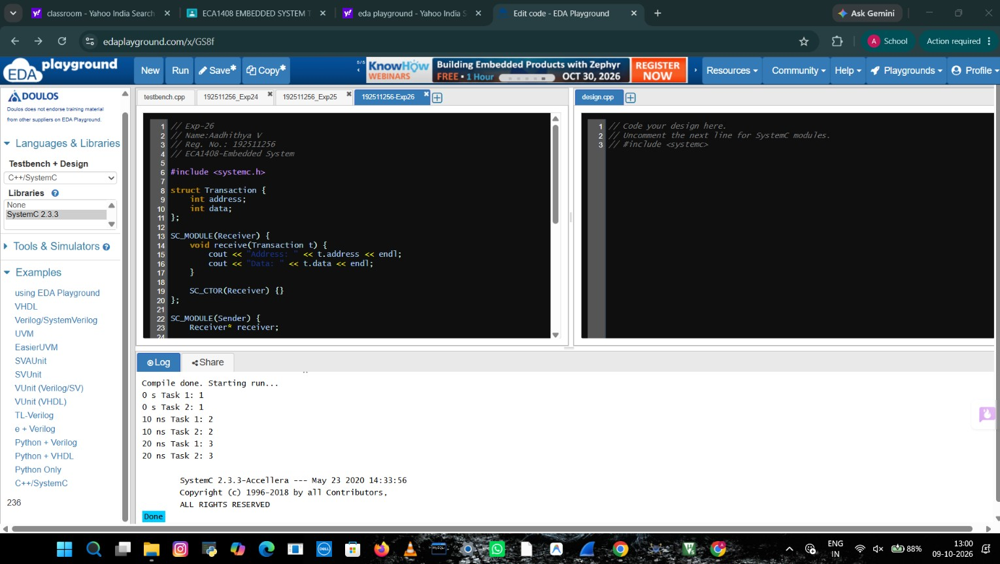 classroom - Yahoo India Search
ECA1408 EMBEDDED SYSTEM T
eda playground - Yahoo India S
Edit code - EDA Playground
Ask Gemini
edaplayground.com/x/GS8f
A School
Action required
EDA playground
New
Run
Save*
Copy*
KnowHow WEBINARS
Building Embedded Products with Zephyr
FREE • 1 Hour
OCT 30, 2026
REGISTER NOW
Resources
Community
Help
Playgrounds
Profile
DOULOS
Doulos does not endorse training material
from other suppliers on EDA Playground.
Languages & Libraries
Testbench + Design
C++/SystemC
Libraries
None
SystemC 2.3.3
Tools & Simulators
Examples
using EDA Playground
VHDL
Verilog/SystemVerilog
UVM
EasierUVM
SVAUnit
SVUnit
VUnit (Verilog/SV)
VUnit (VHDL)
TL-Verilog
e + Verilog
Python + Verilog
Python + VHDL
Python Only
C++/SystemC
236
testbench.cpp
192511256_Exp24
192511256_Exp25
192511256-Exp26
1 // Exp-26
2 // Name:Aadhithya V
3 // Reg. No.: 192511256
4 // ECA1408-Embedded System
5
6 #include <systemc.h>
7
8 struct Transaction {
9 int address;
10 int data;
11 };
12
13 SC_MODULE(Receiver) {
14 void receive(Transaction t) {
15 cout << "Address: " << t.address << endl;
16 cout << "Data: " << t.data << endl;
17 }
18
19 SC_CTOR(Receiver) {}
20 };
21
22 SC_MODULE(Sender) {
23 Receiver* receiver;
24
design.cpp
1 // Code your design here.
2 // Uncomment the next line for SystemC modules.
3 // #include <systemc>
Log
Share
Compile done. Starting run...
0 s Task 1: 1
0 s Task 2: 1
10 ns Task 1: 2
10 ns Task 2: 2
20 ns Task 1: 3
20 ns Task 2: 3
SystemC 2.3.3-Accellera --- May 23 2020 14:33:56
Copyright (c) 1996-2018 by all Contributors,
ALL RIGHTS RESERVED
Done
ENG
IN
88%
13:00
09-10-2026